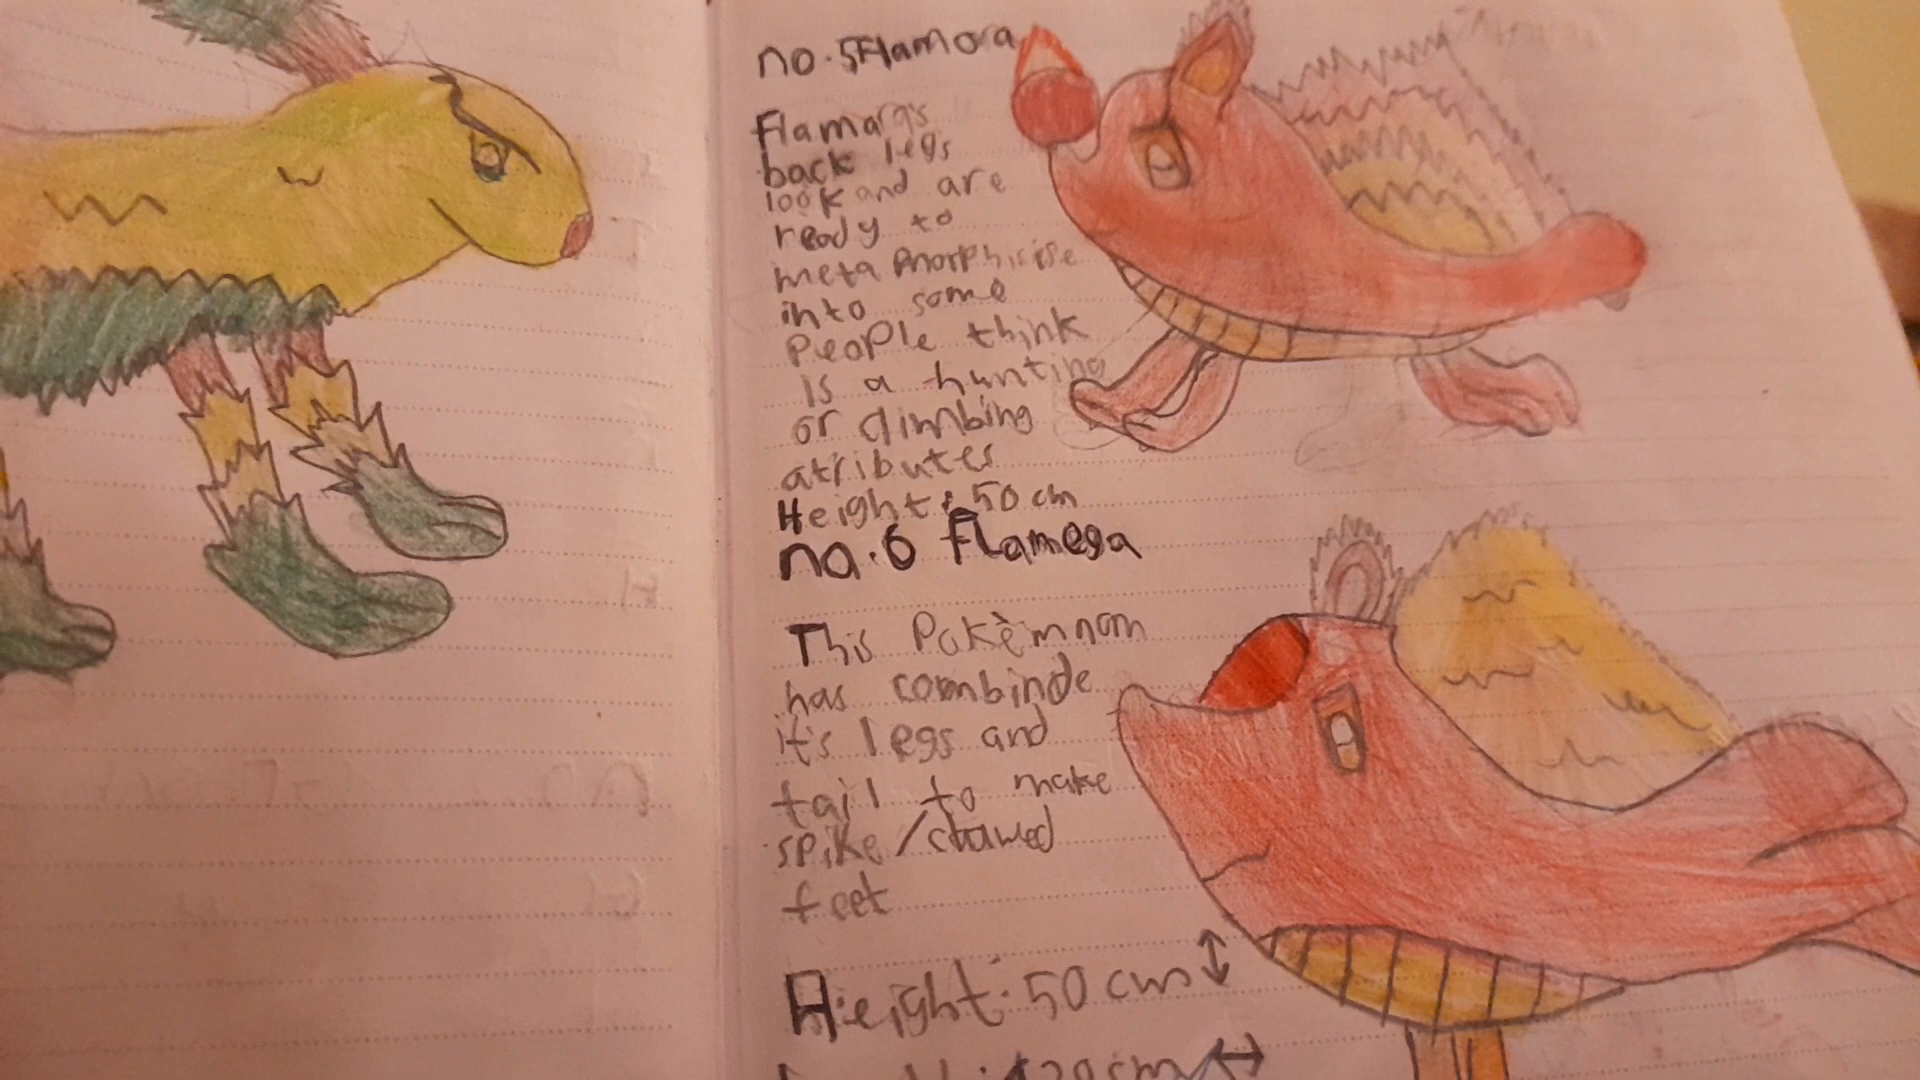 no.5 Flamora
Flamora's
back legs
look and are
ready to
meta morphisise
into some
people think
is a hunting
or climbing
atributes
Height: 50 cm
no.6 Flamega
This Pokèmnom
has combinde
it's legs and
tail to make
spike/clawed
feet
Height: 50 cm ↕